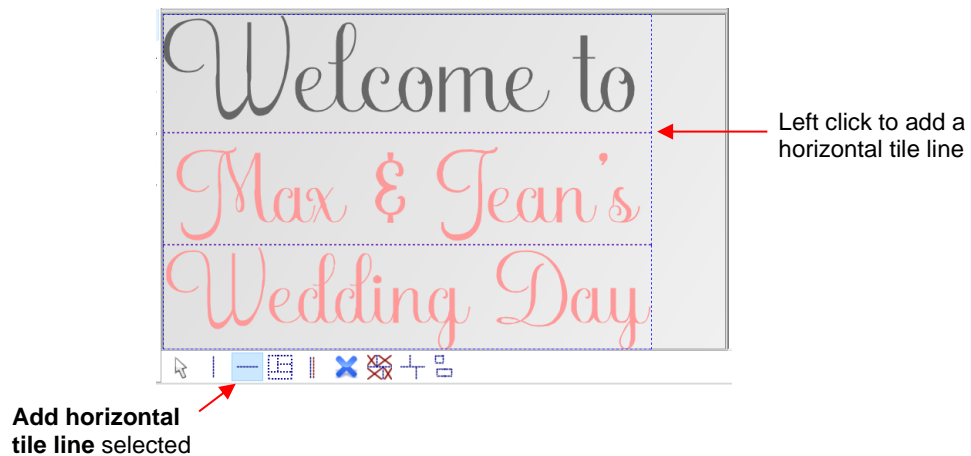 Welcome to
Max & Jean's
Wedding Day
Left click to add a
horizontal tile line
Add horizontal
tile line selected